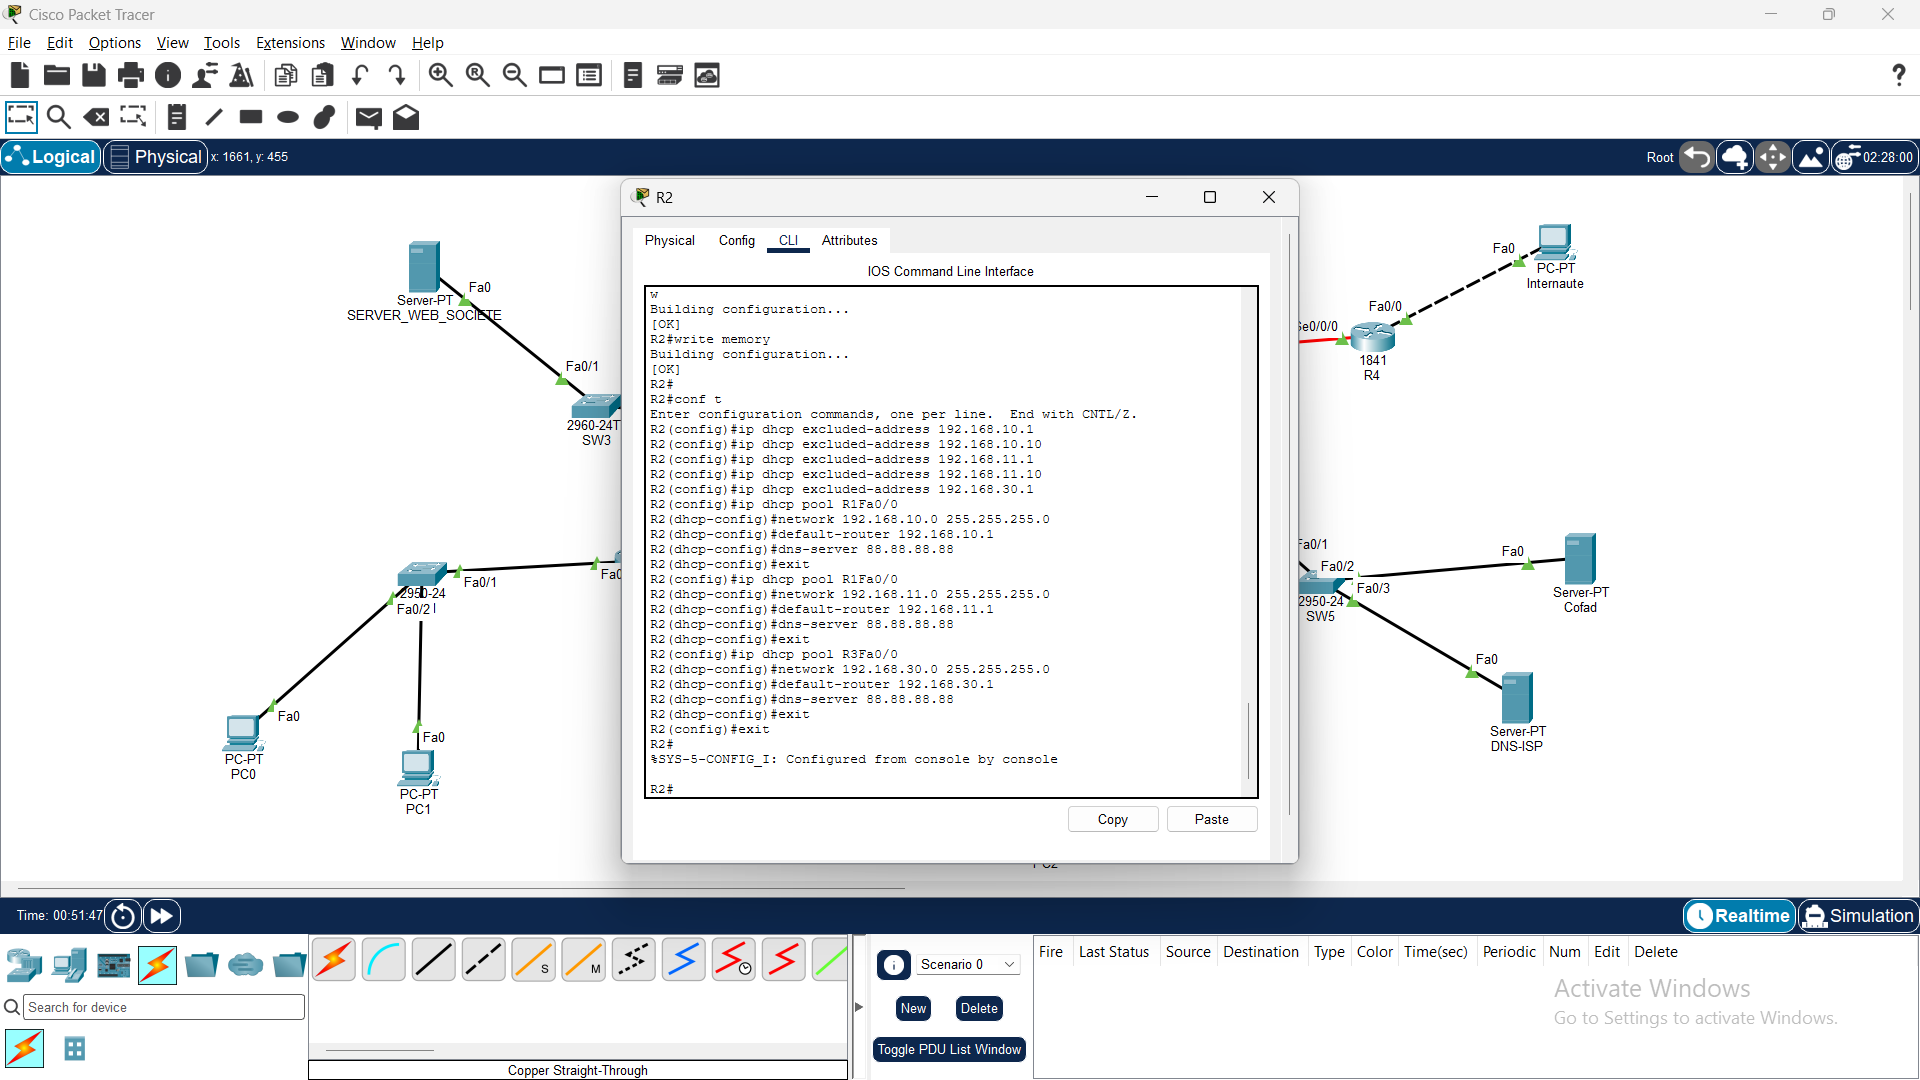 Cisco Packet Tracer
File Edit Options View Tools Extensions Window Help
Logical Physical x: 1661, y: 455
Root 02:28:00
R2
Physical Config CLI Attributes
IOS Command Line Interface
w
Building configuration...
[OK]
R2#write memory
Building configuration...
[OK]
R2#
R2#conf t
Enter configuration commands, one per line.  End with CNTL/Z.
R2(config)#ip dhcp excluded-address 192.168.10.1
R2(config)#ip dhcp excluded-address 192.168.10.10
R2(config)#ip dhcp excluded-address 192.168.11.1
R2(config)#ip dhcp excluded-address 192.168.11.10
R2(config)#ip dhcp excluded-address 192.168.30.1
R2(config)#ip dhcp pool R1Fa0/0
R2(dhcp-config)#network 192.168.10.0 255.255.255.0
R2(dhcp-config)#default-router 192.168.10.1
R2(dhcp-config)#dns-server 88.88.88.88
R2(dhcp-config)#exit
R2(config)#ip dhcp pool R1Fa0/0
R2(dhcp-config)#network 192.168.11.0 255.255.255.0
R2(dhcp-config)#default-router 192.168.11.1
R2(dhcp-config)#dns-server 88.88.88.88
R2(dhcp-config)#exit
R2(config)#ip dhcp pool R3Fa0/0
R2(dhcp-config)#network 192.168.30.0 255.255.255.0
R2(dhcp-config)#default-router 192.168.30.1
R2(dhcp-config)#dns-server 88.88.88.88
R2(dhcp-config)#exit
R2(config)#exit
R2#
%SYS-5-CONFIG_I: Configured from console by console
R2#
Copy Paste
Fa0
Server-PT
SERVER_WEB_SOCIETE
Fa0/1
2960-24T
SW3
Fa0/1
2950-24
Fa0/2
Fa0
PC-PT
PC0
Fa0
PC-PT
PC1
Fa0
PC-PT
Internaute
Fa0/0
Se0/0/0
1841
R4
Fa0/1
Fa0/2
Fa0/3
2950-24
SW5
Fa0
Server-PT
Cofad
Fa0
Server-PT
DNS-ISP
PC2
Time: 00:51:47
Realtime Simulation
S M
Search for device
Copper Straight-Through
Scenario 0
New Delete
Toggle PDU List Window
Fire Last Status Source Destination Type Color Time(sec) Periodic Num Edit Delete
Activate Windows
Go to Settings to activate Windows.